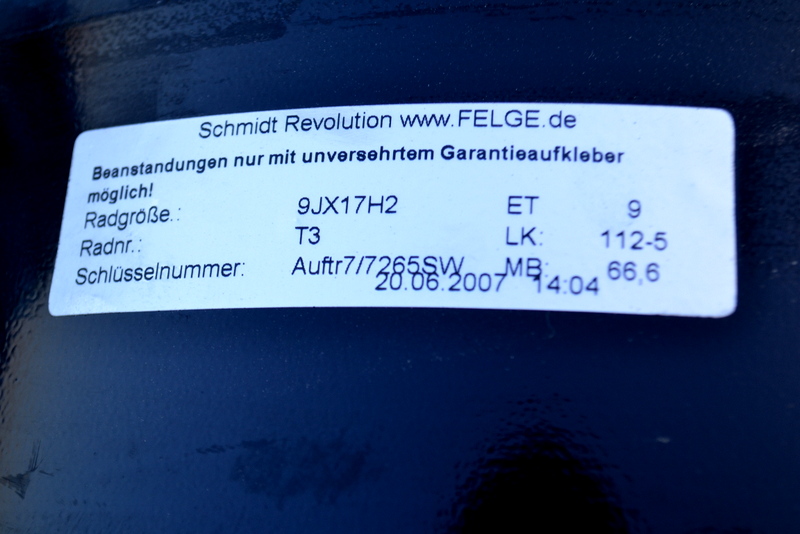 Schmidt Revolution www.FELGE.de
Beanstandungen nur mit unversehrtem Garantieaufkleber
möglich!
Radgröße.: 9JX17H2 ET 9
Radnr.: T3 LK: 112-5
Schlüsselnummer: Auftr7/7265SW MB: 66,6
20.06.2007 14:04